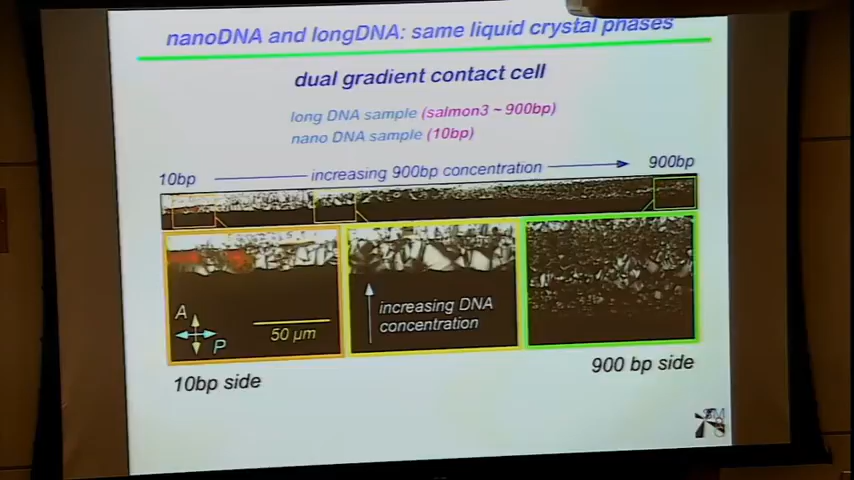 nanoDNA and longDNA: same liquid crystal phases
dual gradient contact cell
long DNA sample (salmon3 ~ 900bp)
nano DNA sample (10bp)
10bp increasing 900bp concentration 900bp
A
P
50 µm
increasing DNA
concentration
10bp side
900 bp side